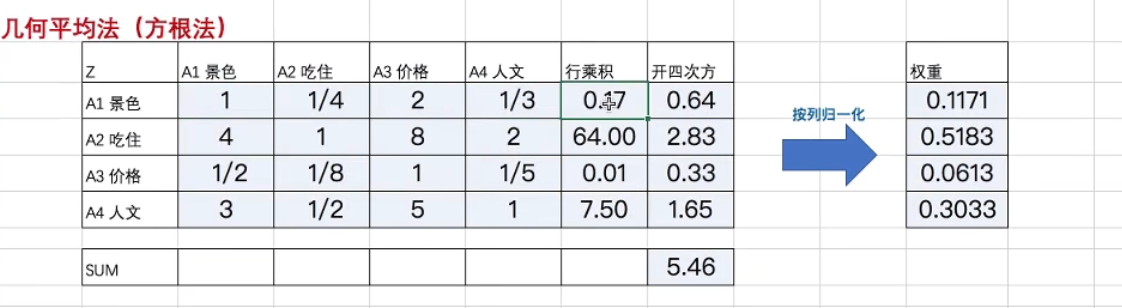 几何平均法（方根法）
Z A1 景色 A2 吃住 A3 价格 A4 人文 行乘积 开四次方 权重
A1 景色 1 1/4 2 1/3 0.17 0.64 0.1171
按列归一化
A2 吃住 4 1 8 2 64.00 2.83 0.5183
A3 价格 1/2 1/8 1 1/5 0.01 0.33 0.0613
A4 人文 3 1/2 5 1 7.50 1.65 0.3033
SUM 5.46